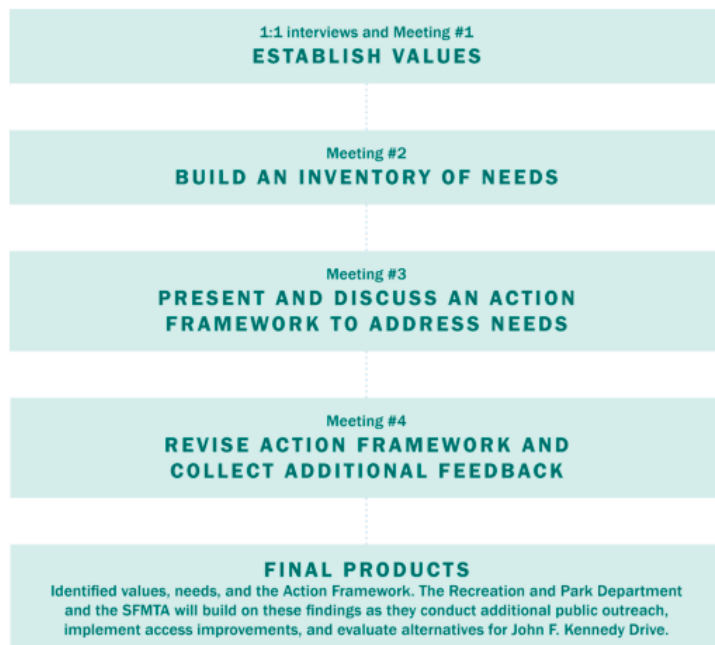 1:1 interviews and Meeting #1
ESTABLISH VALUES
Meeting #2
BUILD AN INVENTORY OF NEEDS
Meeting #3
PRESENT AND DISCUSS AN ACTION
FRAMEWORK TO ADDRESS NEEDS
Meeting #4
REVISE ACTION FRAMEWORK AND
COLLECT ADDITIONAL FEEDBACK
FINAL PRODUCTS
Identified values, needs, and the Action Framework. The Recreation and Park Department
and the SFMTA will build on these findings as they conduct additional public outreach,
implement access improvements, and evaluate alternatives for John F. Kennedy Drive.